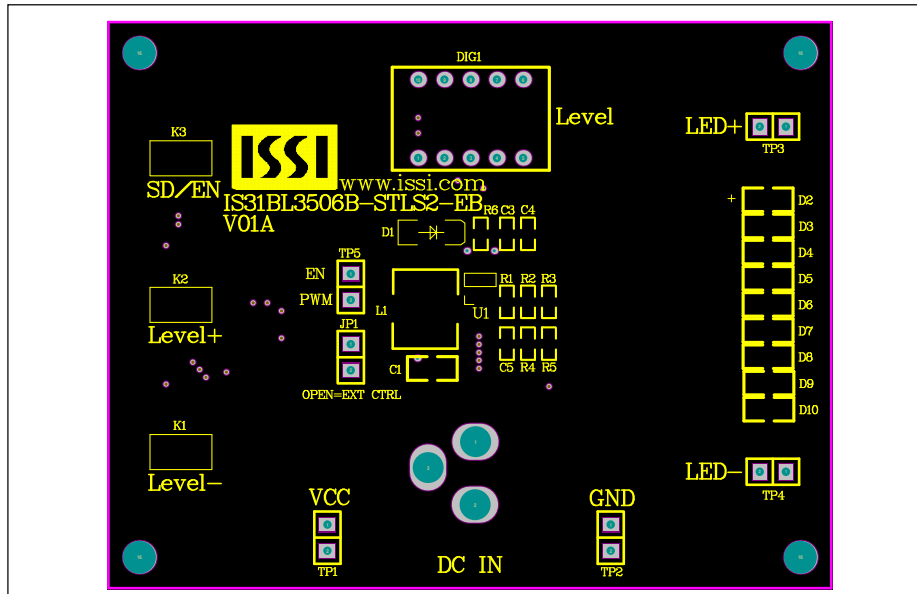 DIG1
Level
LED+
TP3
K3
SD/EN
ISSI
www.issi.com
IS31BL3506B-STLS2-EB
V01A
D1
R6 C3 C4
+
D2
D3
D4
D5
D6
D7
D8
D9
D10
TP5
EN
PWM
K2
Level+
JP1
L1
U1
R1 R2 R3
C1
C5 R4 R5
OPEN=EXT CTRL
K1
Level-
LED-
TP4
VCC
TP1
DC IN
GND
TP2